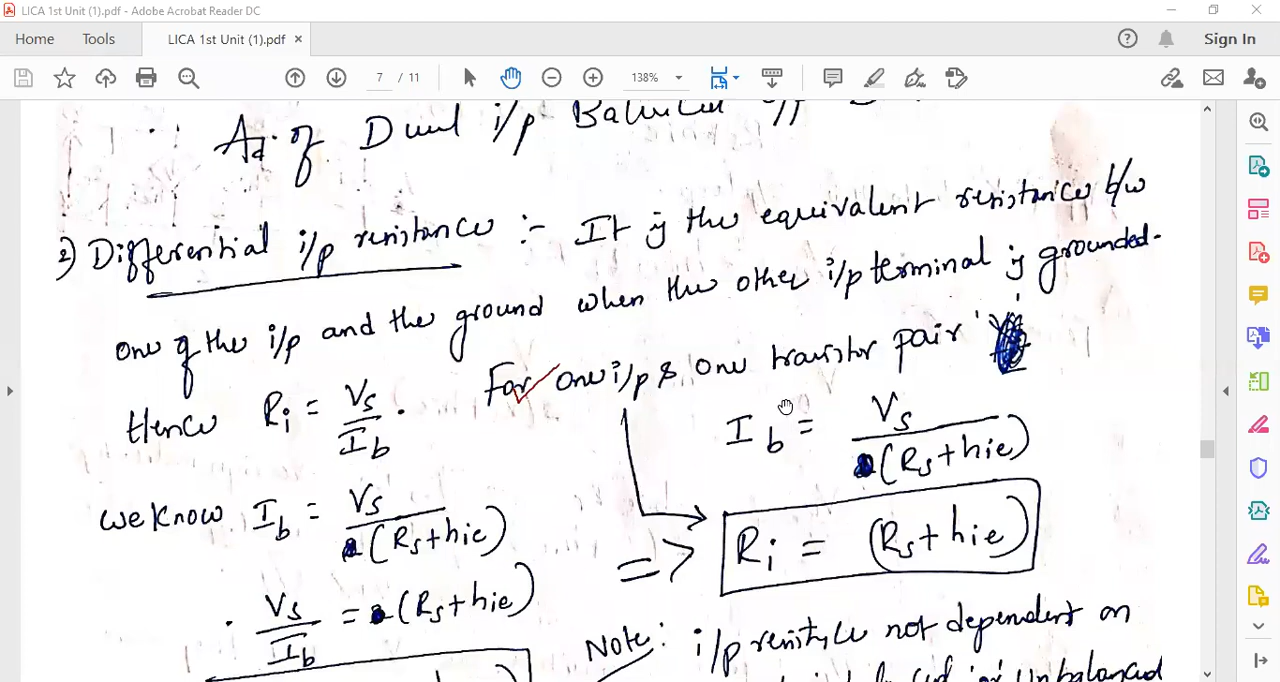 LICA 1st Unit (1).pdf - Adobe Acrobat Reader DC
Home Tools LICA 1st Unit (1).pdf × Sign In
7 / 11 138%
Ad. of Dual i/p
2) Differential i/p resistance :- It is the equivalent resistance b/w
one of the i/p and the ground when the other i/p terminal is grounded.
For one i/p & one transistor pair
Hence Ri = Vs / Ib .
Ib = Vs / (Rs + hie)
we know Ib = Vs / (Rs + hie)
=> Ri = (Rs + hie)
Vs / Ib = (Rs + hie)
Note: i/p not dependent on
unbalanced